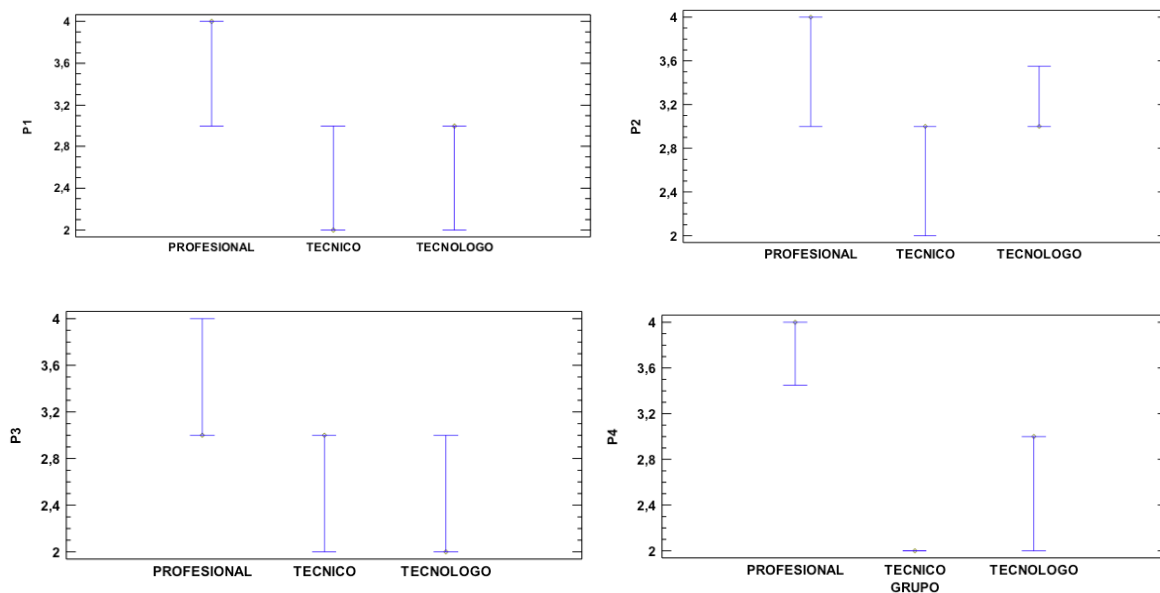 4
3,6
3,2
P1
2,8
2,4
2
PROFESIONAL TECNICO TECNOLOGO
4
3,6
3,2
P2
2,8
2,4
2
PROFESIONAL TECNICO TECNOLOGO
4
3,6
3,2
P3
2,8
2,4
2
PROFESIONAL TECNICO TECNOLOGO
4
3,6
3,2
P4
2,8
2,4
2
PROFESIONAL TECNICO TECNOLOGO
GRUPO